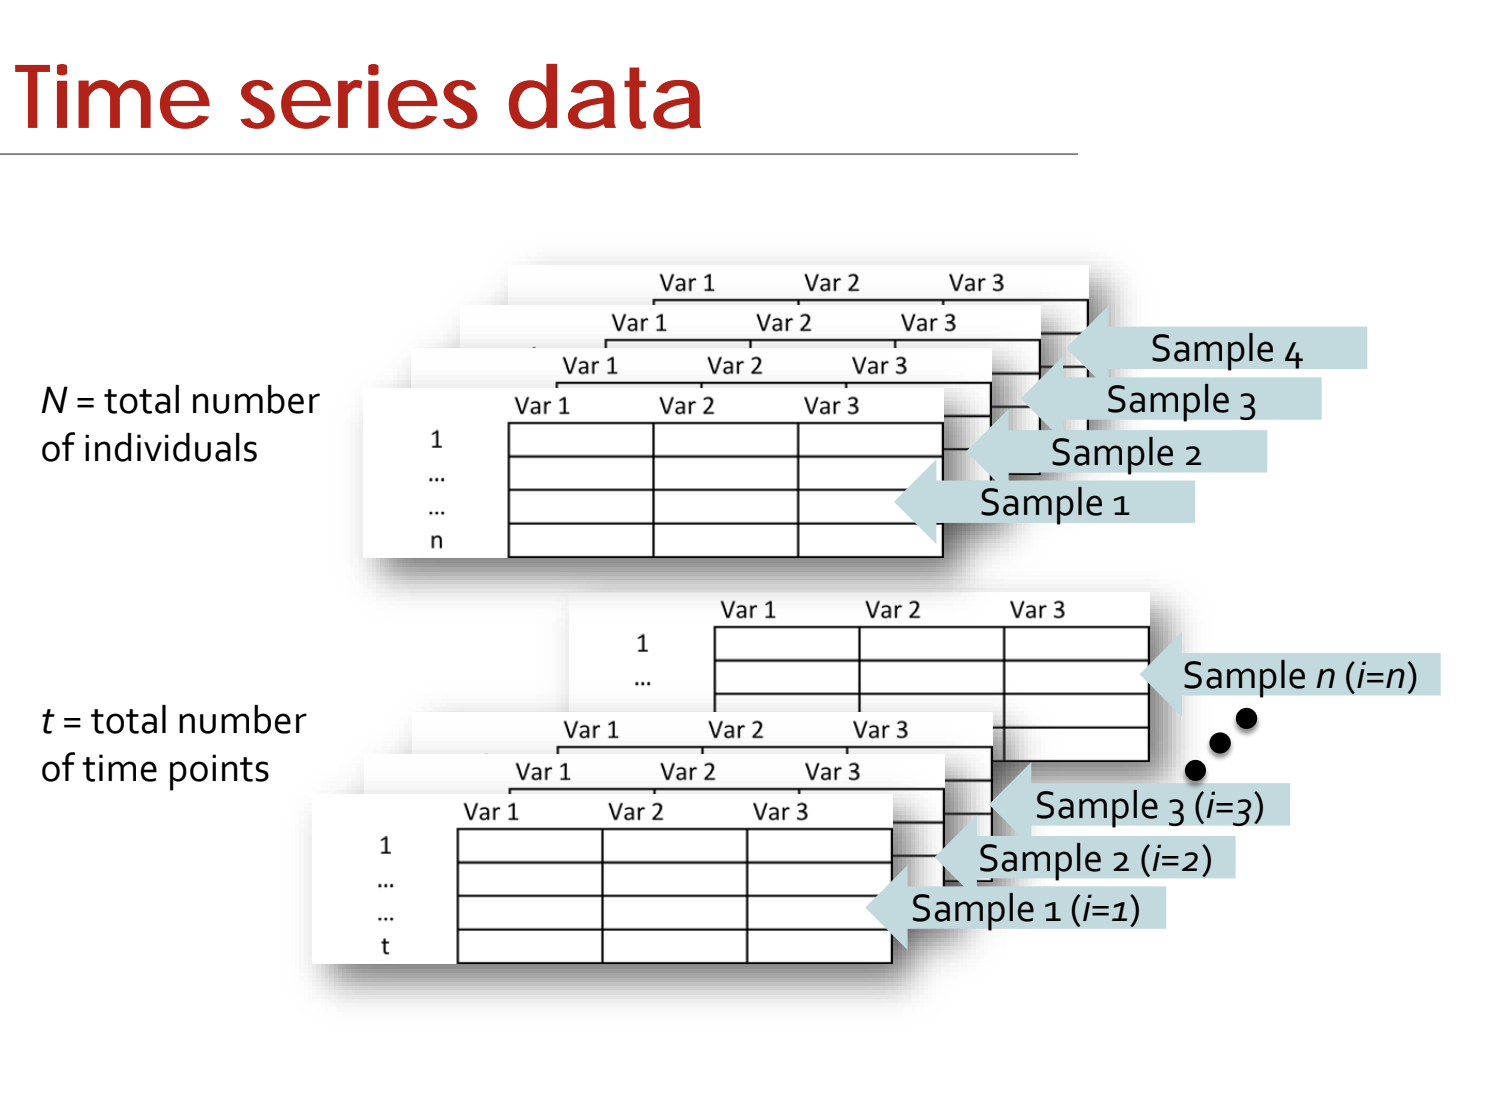 Time series data
Var 1 Var 2 Var 3
Var 1 Var 2 Var 3
Sample 4
Var 1 Var 2 Var 3
Sample 3
N = total number
of individuals
Var 1 Var 2 Var 3
1
...
...
n
Sample 2
Sample 1
Var 1 Var 2 Var 3
1
...
Sample n (i=n)
t = total number
of time points
Var 1 Var 2 Var 3
Var 1 Var 2 Var 3
Sample 3 (i=3)
Var 1 Var 2 Var 3
1
...
...
t
Sample 2 (i=2)
Sample 1 (i=1)